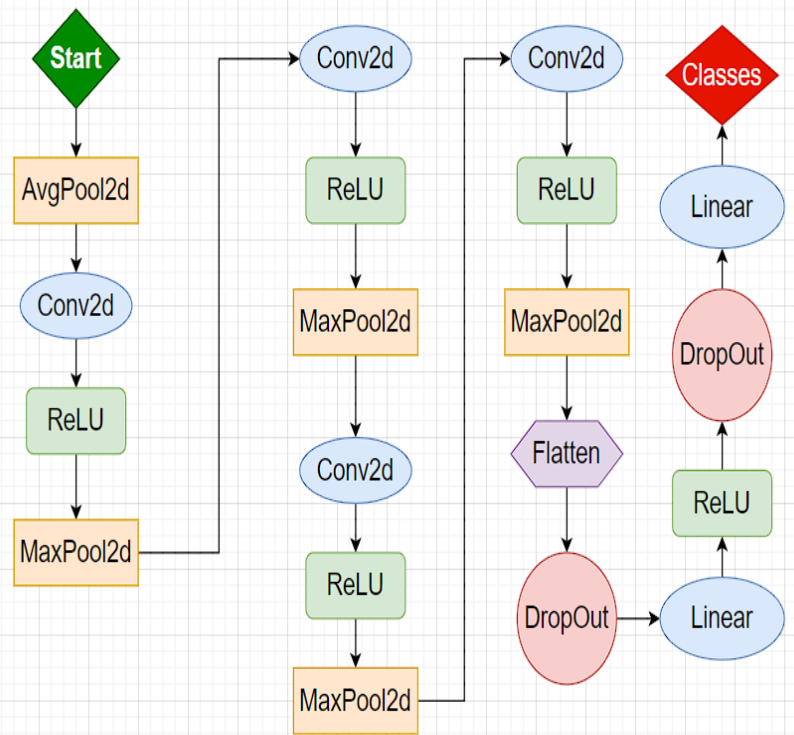 Start
AvgPool2d
Conv2d
ReLU
MaxPool2d
Conv2d
ReLU
MaxPool2d
Conv2d
ReLU
MaxPool2d
Conv2d
ReLU
MaxPool2d
Flatten
DropOut
Linear
ReLU
DropOut
Linear
Classes